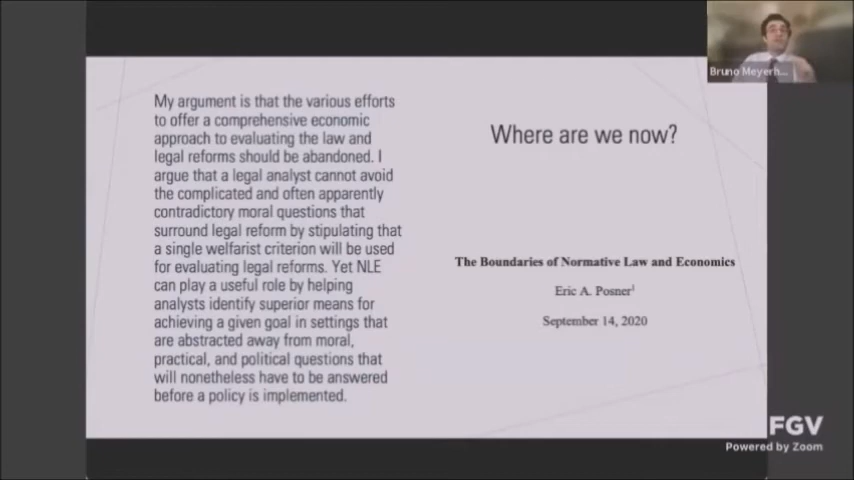 Bruno Meyerh...
My argument is that the various efforts
to offer a comprehensive economic
approach to evaluating the law and
legal reforms should be abandoned. I
argue that a legal analyst cannot avoid
the complicated and often apparently
contradictory moral questions that
surround legal reform by stipulating that
a single welfarist criterion will be used
for evaluating legal reforms. Yet NLE
can play a useful role by helping
analysts identify superior means for
achieving a given goal in settings that
are abstracted away from moral,
practical, and political questions that
will nonetheless have to be answered
before a policy is implemented.
Where are we now?
The Boundaries of Normative Law and Economics
Eric A. Posner¹
September 14, 2020
FGV
Powered by Zoom